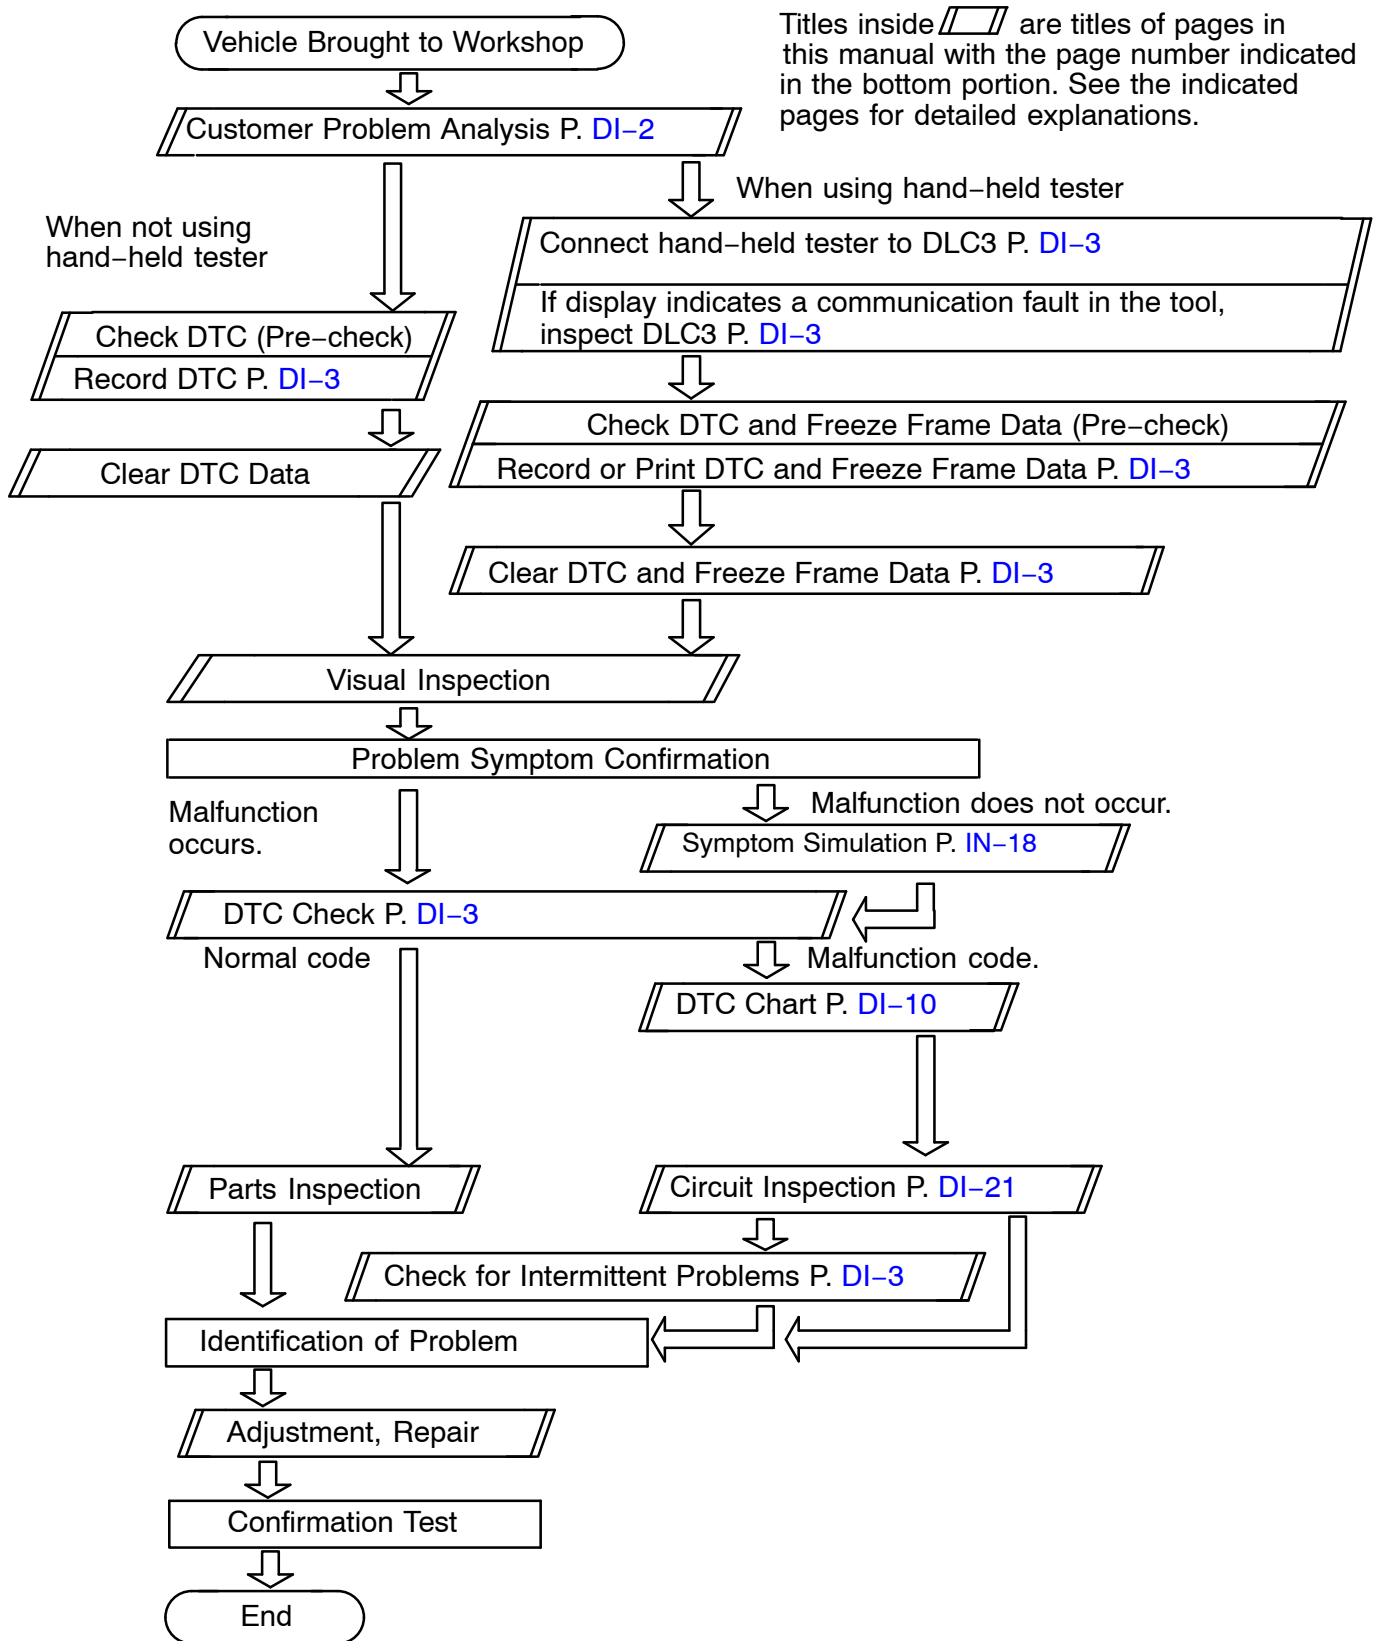 Vehicle Brought to Workshop
Titles inside are titles of pages in
this manual with the page number indicated
in the bottom portion. See the indicated
pages for detailed explanations.
Customer Problem Analysis P. DI–2
When using hand–held tester
When not using
hand–held tester
Connect hand–held tester to DLC3 P. DI–3
If display indicates a communication fault in the tool,
inspect DLC3 P. DI–3
Check DTC (Pre–check)
Record DTC P. DI–3
Check DTC and Freeze Frame Data (Pre–check)
Record or Print DTC and Freeze Frame Data P. DI–3
Clear DTC Data
Clear DTC and Freeze Frame Data P. DI–3
Visual Inspection
Problem Symptom Confirmation
Malfunction
occurs.
Malfunction does not occur.
Symptom Simulation P. IN–18
DTC Check P. DI–3
Normal code
Malfunction code.
DTC Chart P. DI–10
Parts Inspection
Circuit Inspection P. DI–21
Check for Intermittent Problems P. DI–3
Identification of Problem
Adjustment, Repair
Confirmation Test
End